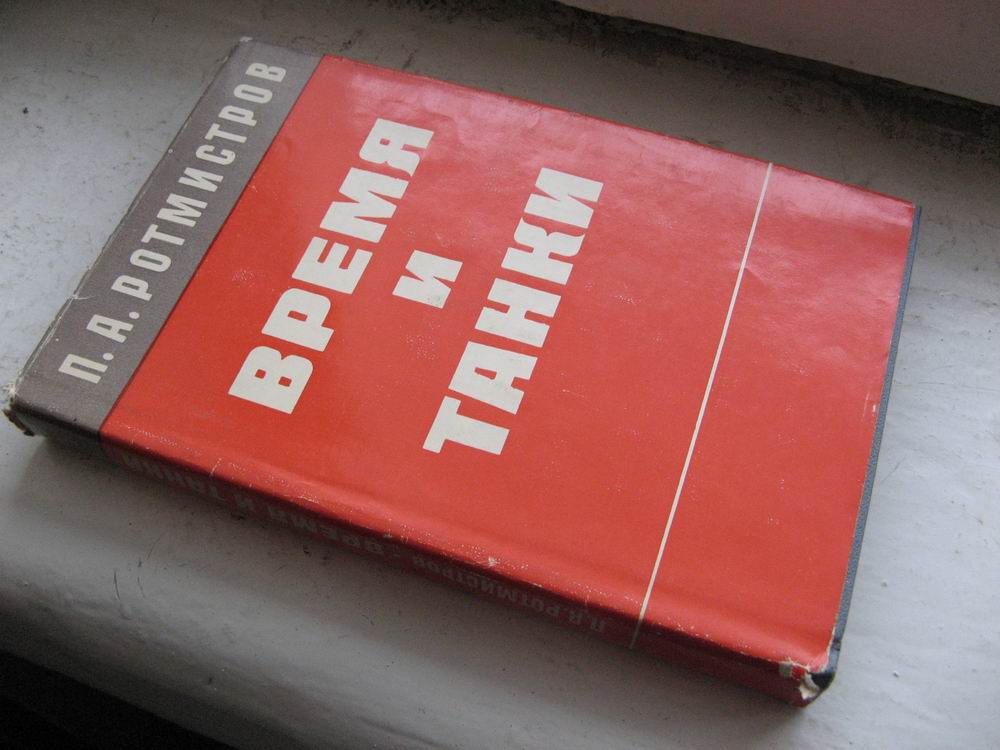 П. А. РОТМИСТРОВ
ВРЕМЯ
И
ТАНКИ
П.А. РОТМИСТРОВ · ВРЕМЯ И ТАНКИ